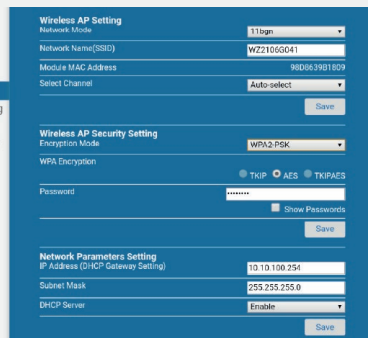 Wireless AP Setting
Network Mode 11bgn
Network Name(SSID) WZ2106G041
Module MAC Address 98D8639B1809
Select Channel Auto-select
Save
Wireless AP Security Setting
Encryption Mode WPA2-PSK
WPA Encryption
TKIP AES TKIPAES
Password ••••••••
Show Passwords
Save
Network Parameters Setting
IP Address (DHCP Gateway Setting) 10.10.100.254
Subnet Mask 255.255.255.0
DHCP Server Enable
Save